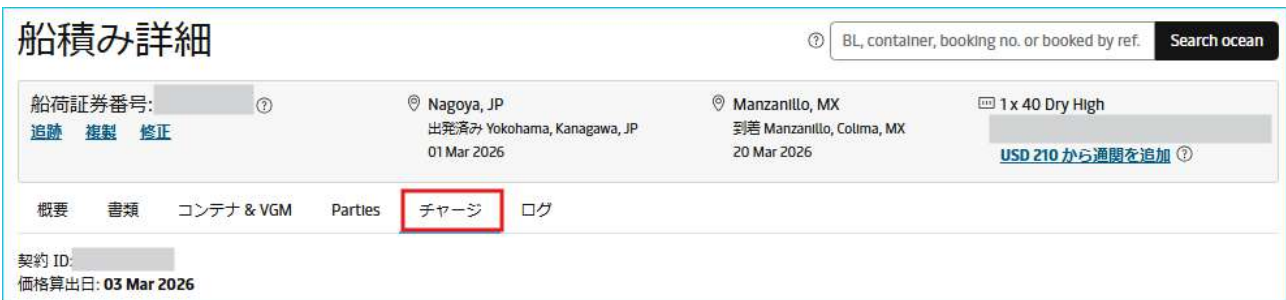 船積み詳細
BL, container, booking no. or booked by ref. Search ocean
船荷証券番号:
追跡 複製 修正
Nagoya, JP
出発済み Yokohama, Kanagawa, JP
01 Mar 2026
Manzanillo, MX
到着 Manzanillo, Colima, MX
20 Mar 2026
1 x 40 Dry High
USD 210 から通関を追加
概要 書類 コンテナ & VGM Parties チャージ ログ
契約 ID:
価格算出日: 03 Mar 2026